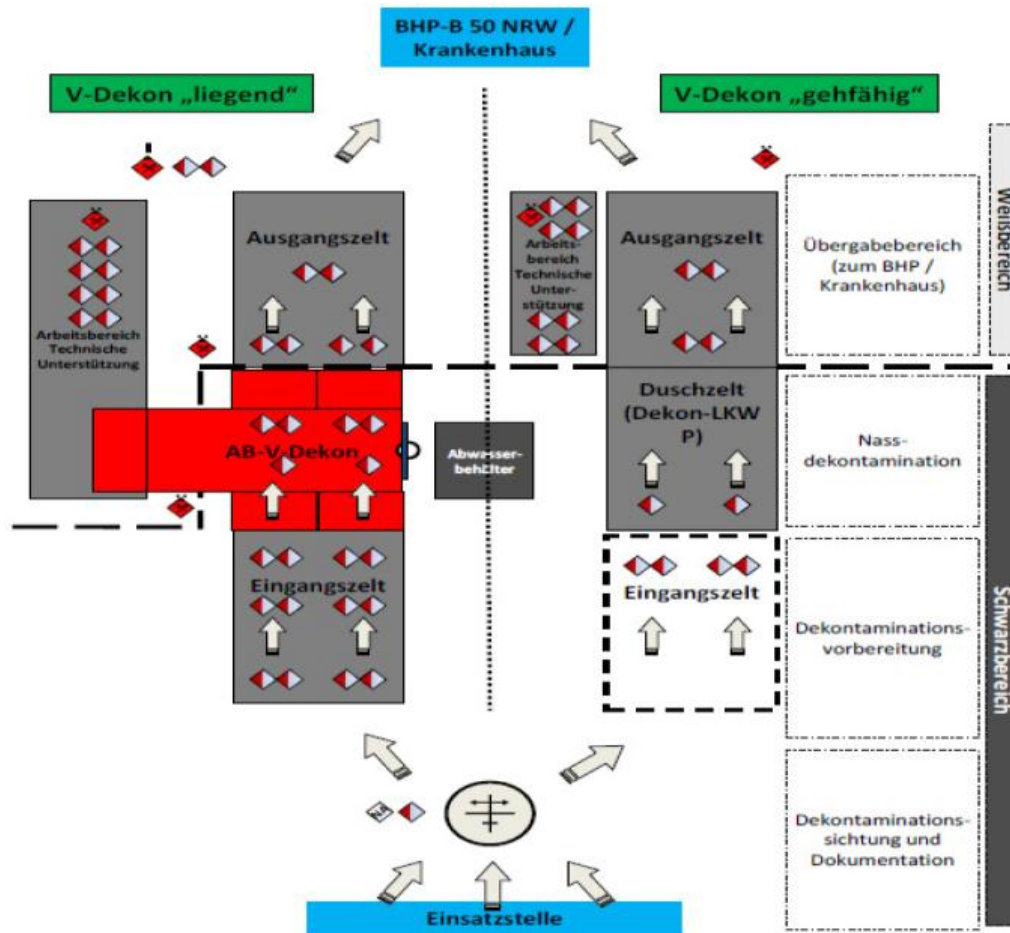 BHP-B 50 NRW /
Krankenhaus
V-Dekon „liegend“
V-Dekon „gehfähig“
Ausgangszelt
Arbeitsbereich
Technische
Unterstützung
Arbeits-
bereich
Technische
Unter-
stützung
Ausgangszelt
Übergabebereich
(zum BHP /
Krankenhaus)
Weißbereich
AB-V-Dekon
Abwasser-
behälter
Duschzelt
(Dekon-LKW
P)
Nass-
dekontamination
Eingangszelt
Eingangszelt
Dekontaminations-
vorbereitung
Schwarzbereich
NA
Dekontaminations-
sichtung und
Dokumentation
Einsatzstelle